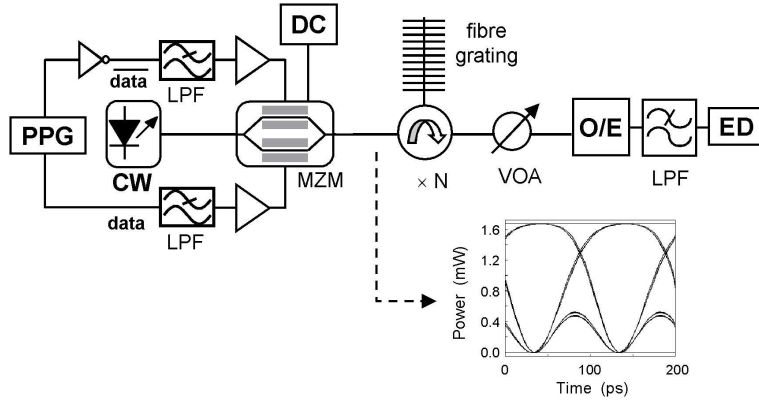 DC
fibre
grating
data
LPF
PPG
CW
MZM
× N
VOA
O/E
LPF
ED
data
LPF
1.6
1.2
0.8
0.4
0.0
Power (mW)
0
100
200
Time (ps)